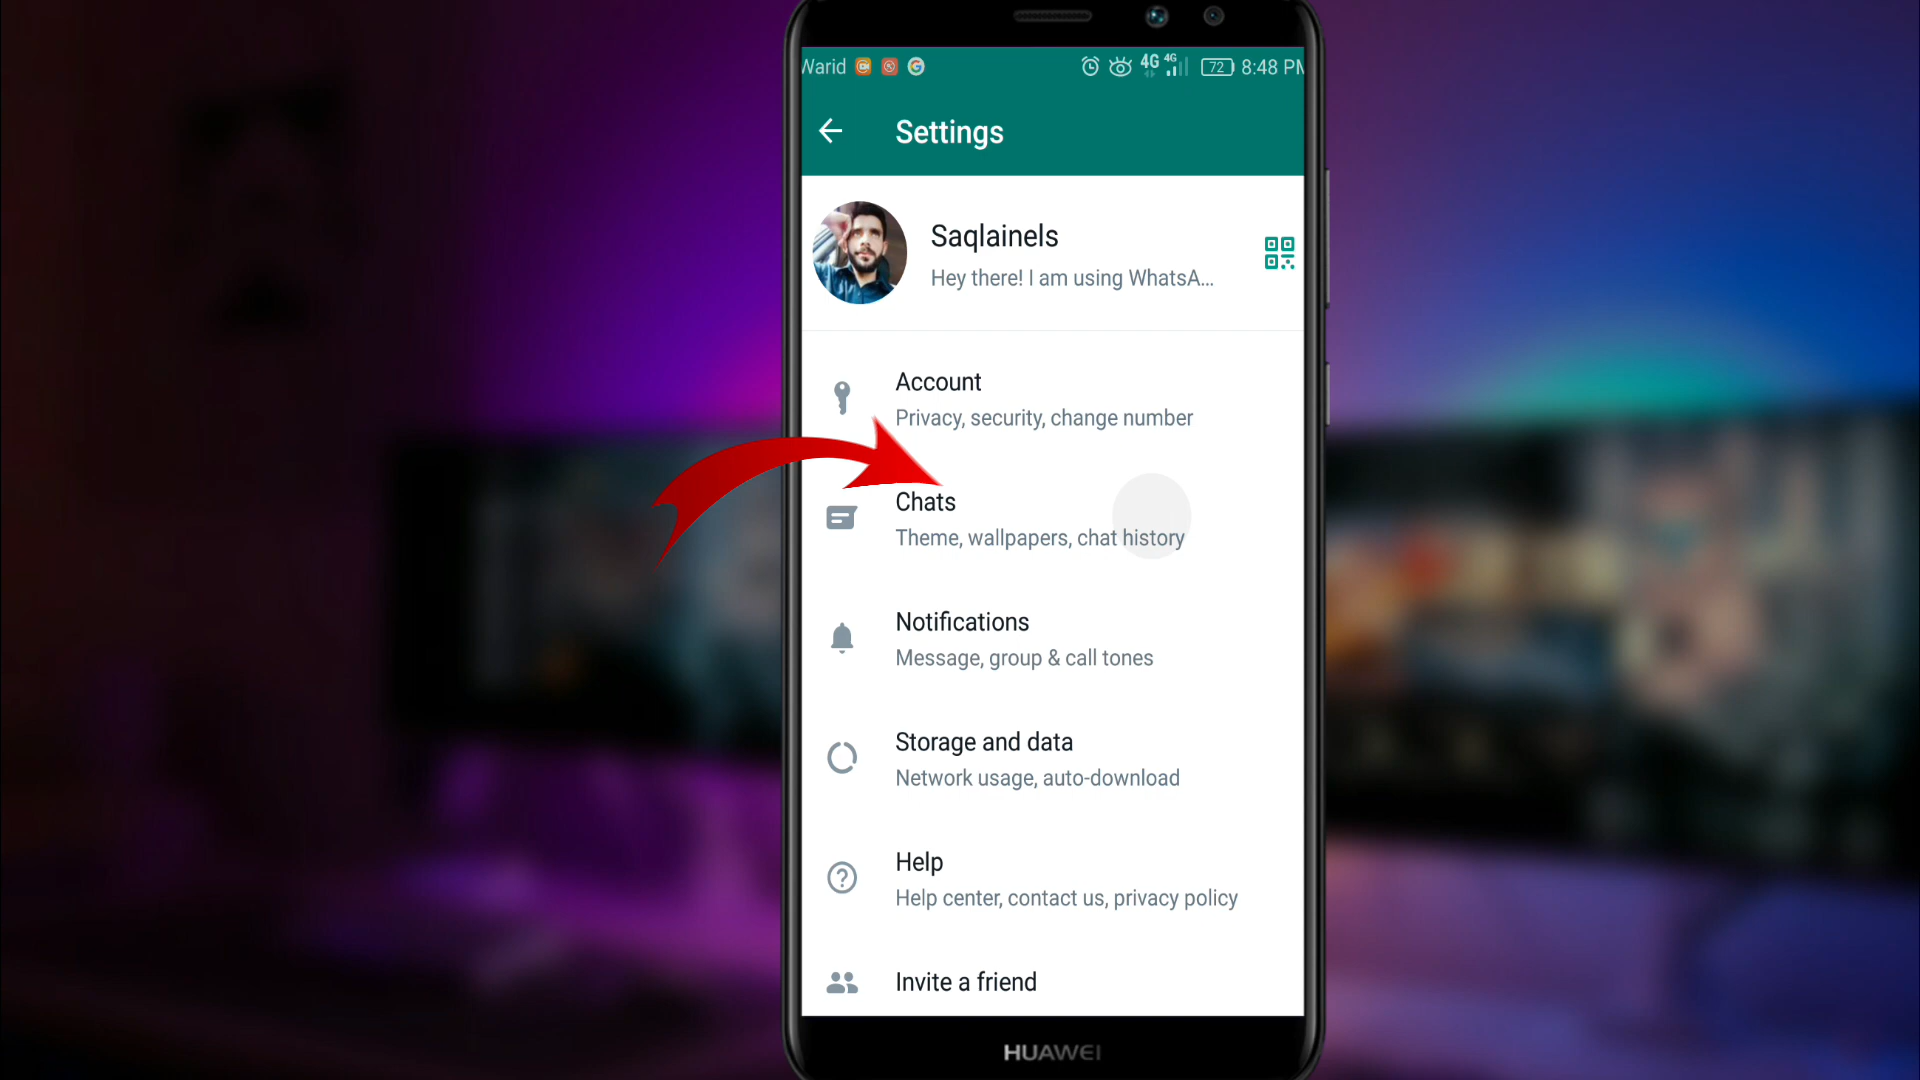 Warid 4G 4G 72 8:48 PM
Settings
Saqlainels
Hey there! I am using WhatsA...
Account
Privacy, security, change number
Chats
Theme, wallpapers, chat history
Notifications
Message, group & call tones
Storage and data
Network usage, auto-download
Help
Help center, contact us, privacy policy
Invite a friend
HUAWEI